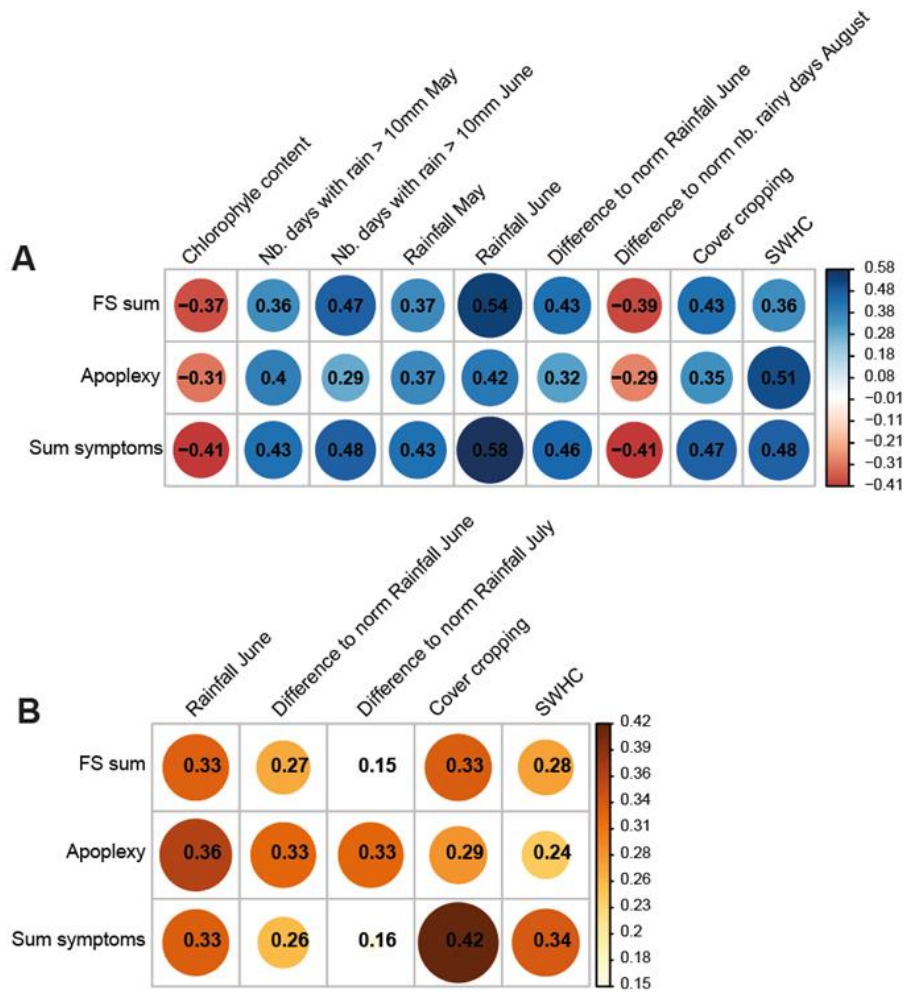 Chlorophyle content
Nb. days with rain > 10mm May
Nb. days with rain > 10mm June
Rainfall May
Rainfall June
Difference to norm Rainfall June
Difference to norm nb. rainy days August
Cover cropping
SWHC
A
FS sum −0.37 0.36 0.47 0.37 0.54 0.43 −0.39 0.43 0.36
Apoplexy −0.31 0.4 0.29 0.37 0.42 0.32 −0.29 0.35 0.51
Sum symptoms −0.41 0.43 0.48 0.43 0.58 0.46 −0.41 0.47 0.48
0.58
0.48
0.38
0.28
0.18
0.08
−0.01
−0.11
−0.21
−0.31
−0.41
Rainfall June
Difference to norm Rainfall June
Difference to norm Rainfall July
Cover cropping
SWHC
B
FS sum 0.33 0.27 0.15 0.33 0.28
Apoplexy 0.36 0.33 0.33 0.29 0.24
Sum symptoms 0.33 0.26 0.16 0.42 0.34
0.42
0.39
0.36
0.34
0.31
0.28
0.26
0.23
0.2
0.18
0.15